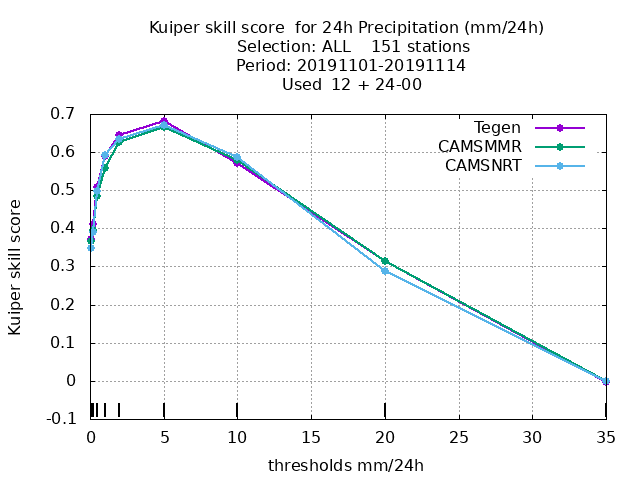 Kuiper skill score  for 24h Precipitation (mm/24h)
Selection: ALL    151 stations
Period: 20191101-20191114
Used  12 + 24-00
Tegen
CAMSMMR
CAMSNRT
Kuiper skill score
0.7
0.6
0.5
0.4
0.3
0.2
0.1
0
-0.1
0 5 10 15 20 25 30 35
thresholds mm/24h